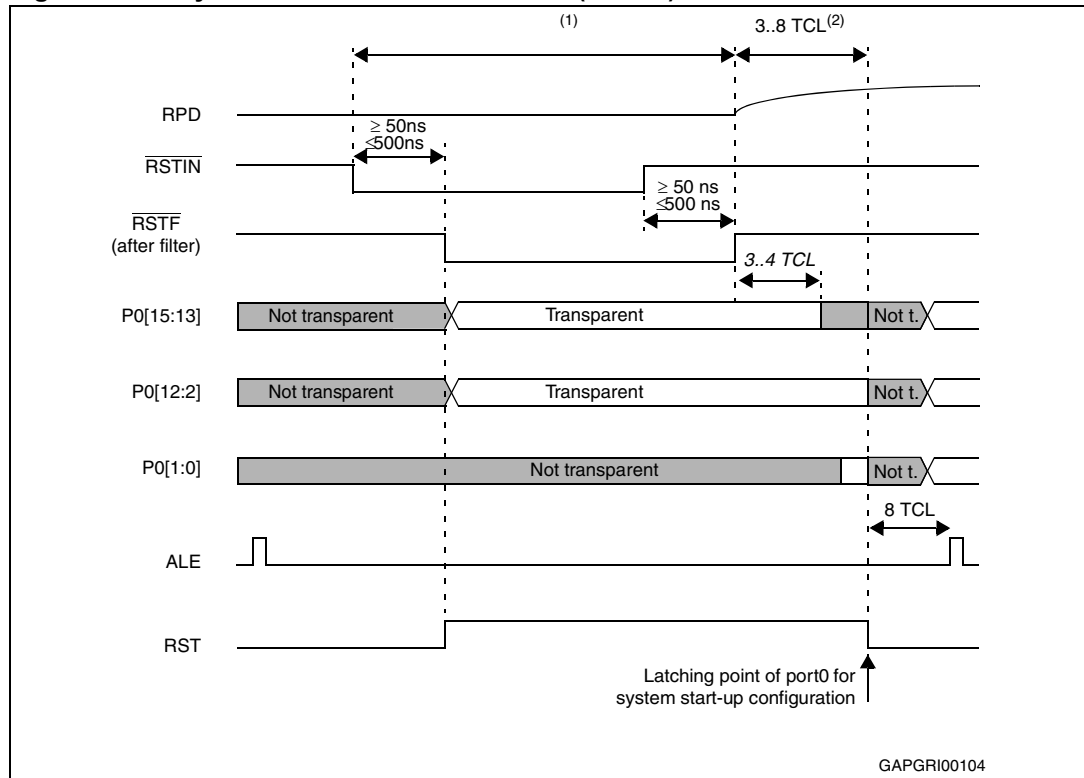 (1)
3..8 TCL(2)
RPD
≥ 50ns
≤500ns
RSTIN
≥ 50 ns
≤500 ns
RSTF
(after filter)
3..4 TCL
P0[15:13]
Not transparent
Transparent
Not t.
P0[12:2]
Not transparent
Transparent
Not t.
P0[1:0]
Not transparent
Not t.
8 TCL
ALE
RST
Latching point of port0 for
system start-up configuration
GAPGRI00104